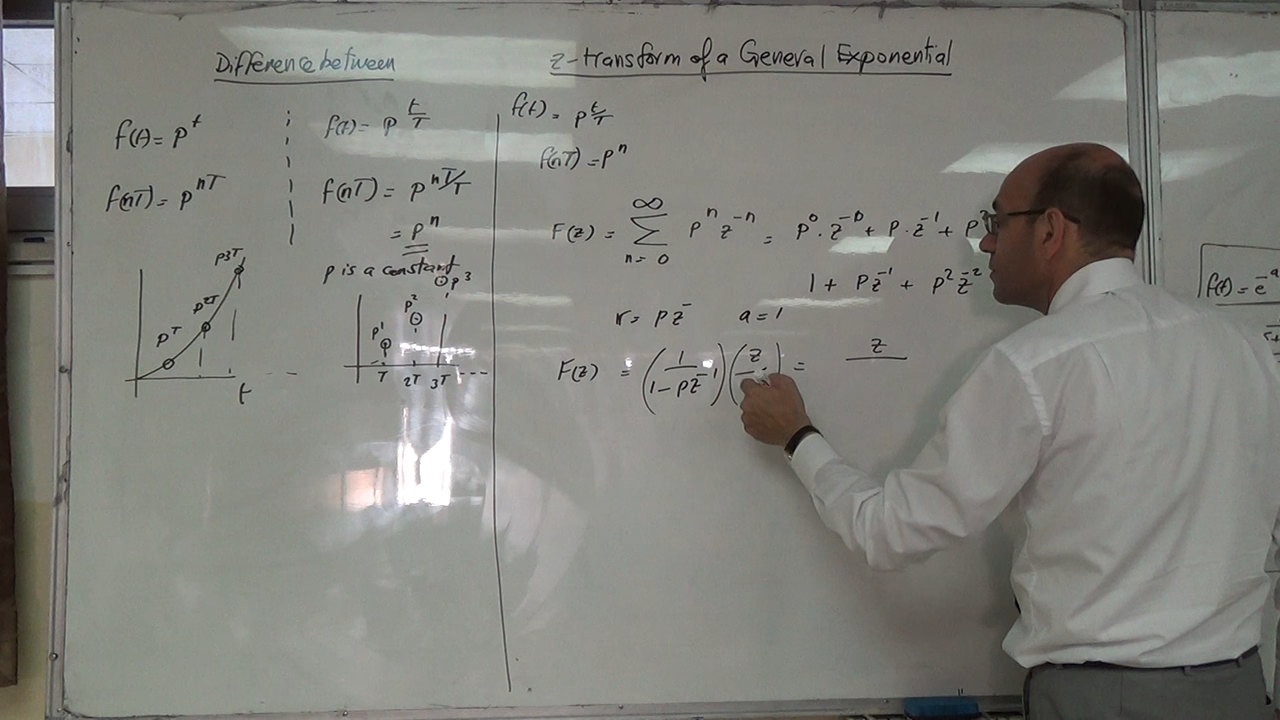 Difference between
f(t) = p^t
f(nT) = p^{nT}
p^T
p^{2T}
p^{3T}
t
f(t) = p^{t/T}
f(nT) = p^{nT/T}
= p^n
p is a constant
p^1
p^2
p^3
T 2T 3T
z-transform of a General Exponential
f(t) = p^{t/T}
f(nT) = p^n
F(z) = ∑_{n=0}^{∞} p^n z^{-n} = p^0 · z^{-0} + p · z^{-1} + p^2
1 + pz^{-1} + p^2 z^{-2}
r = pz^- a = 1
F(z) = (1/(1 - pz^{-1})) (z/ ) = z
f(t) = e^{-a